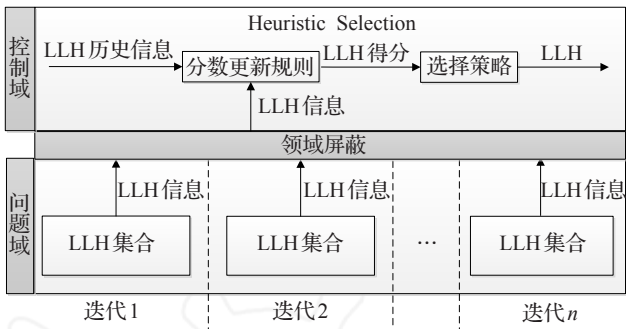 Heuristic Selection
控制域
LLH历史信息
分数更新规则
LLH得分
选择策略
LLH
LLH信息
领域屏蔽
问题域
LLH信息
LLH信息
LLH信息
LLH集合
LLH集合
…
LLH集合
迭代1
迭代2
迭代n